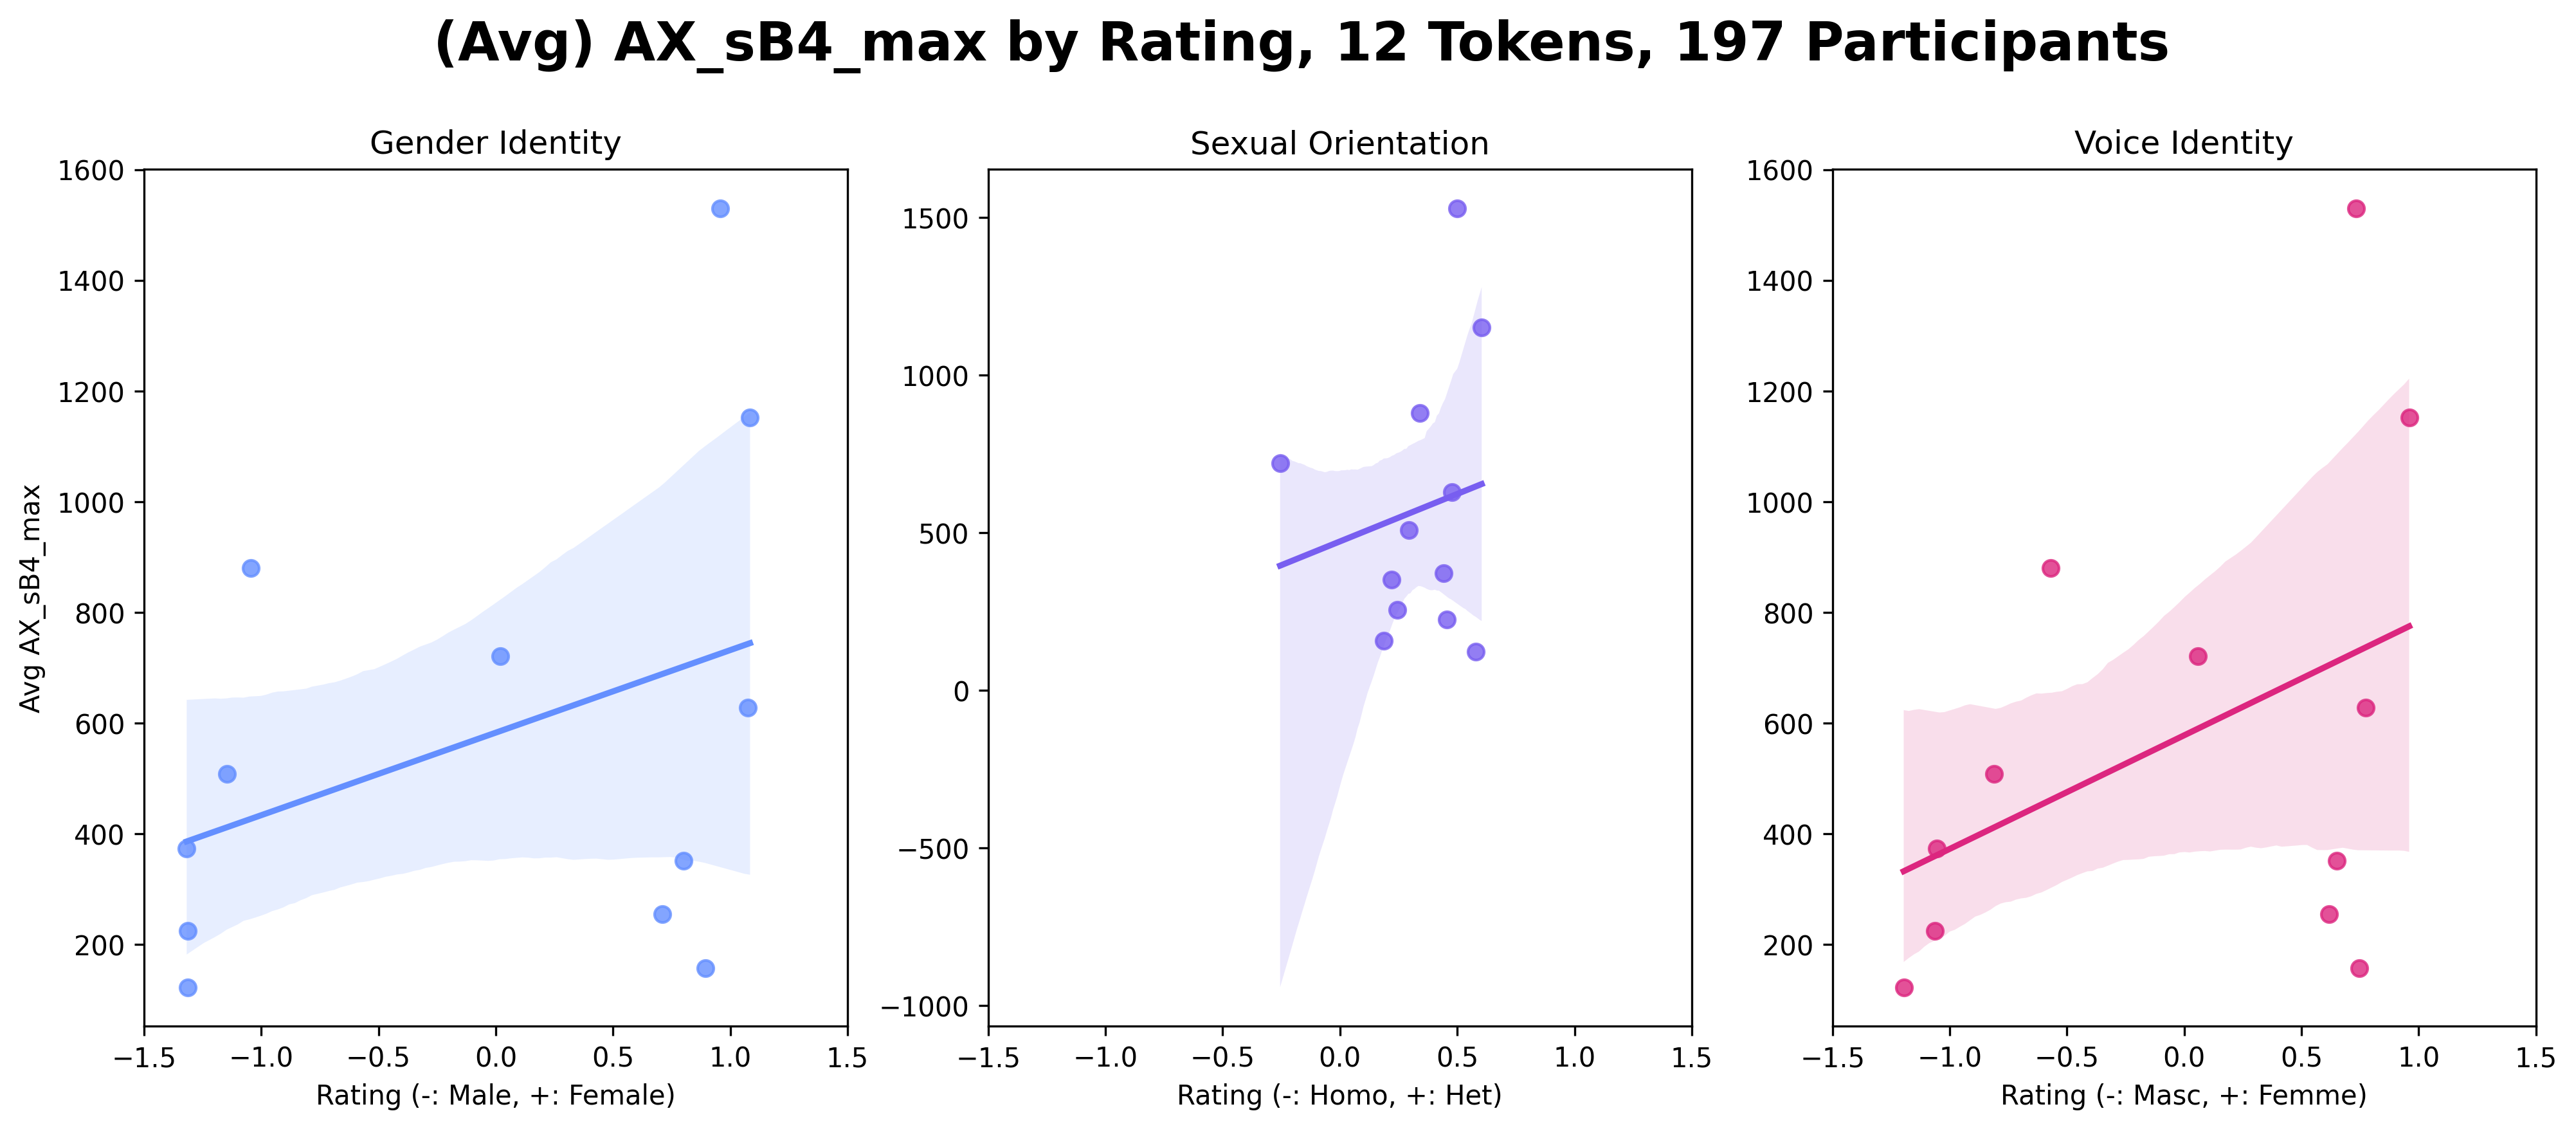 (Avg) AX_sB4_max by Rating, 12 Tokens, 197 Participants
Gender Identity
1600
1400
1200
1000
800
600
400
200
Avg AX_sB4_max
−1.5 −1.0 −0.5 0.0 0.5 1.0 1.5
Rating (-: Male, +: Female)
Sexual Orientation
1500
1000
500
0
−500
−1000
−1.5 −1.0 −0.5 0.0 0.5 1.0 1.5
Rating (-: Homo, +: Het)
Voice Identity
1600
1400
1200
1000
800
600
400
200
−1.5 −1.0 −0.5 0.0 0.5 1.0 1.5
Rating (-: Masc, +: Femme)